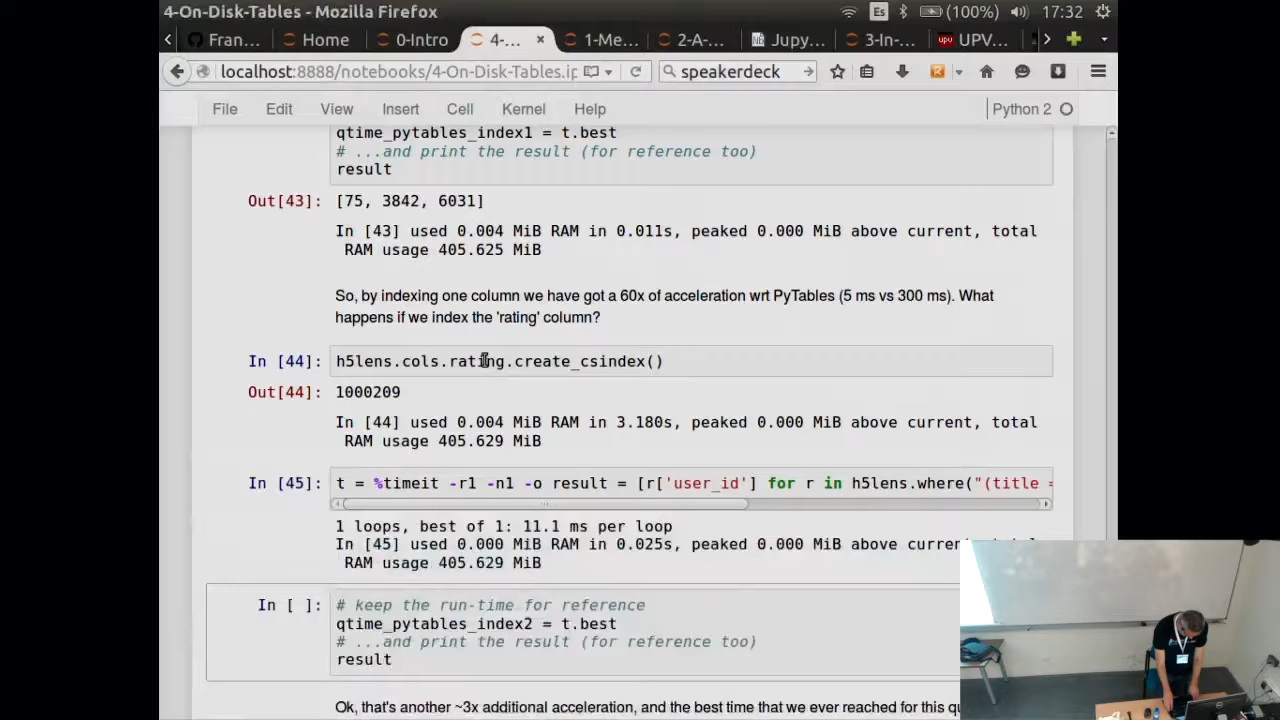 4-On-Disk-Tables - Mozilla Firefox
Es
(100%)
17:32
Fran...
Home
0-Intro
4-...
1-Me...
2-A-...
Jupy...
3-In-...
UPV...
localhost:8888/notebooks/4-On-Disk-Tables.ip
speakerdeck
File Edit View Insert Cell Kernel Help
Python 2
qtime_pytables_index1 = t.best
# ...and print the result (for reference too)
result
Out[43]: [75, 3842, 6031]
In [43] used 0.004 MiB RAM in 0.011s, peaked 0.000 MiB above current, total
RAM usage 405.625 MiB
So, by indexing one column we have got a 60x of acceleration wrt PyTables (5 ms vs 300 ms). What
happens if we index the 'rating' column?
In [44]: h5lens.cols.rating.create_csindex()
Out[44]: 1000209
In [44] used 0.004 MiB RAM in 3.180s, peaked 0.000 MiB above current, total
RAM usage 405.629 MiB
In [45]: t = %timeit -r1 -n1 -o result = [r['user_id'] for r in h5lens.where("(title =
1 loops, best of 1: 11.1 ms per loop
In [45] used 0.000 MiB RAM in 0.025s, peaked 0.000 MiB above current, total
RAM usage 405.629 MiB
In [ ]: # keep the run-time for reference
qtime_pytables_index2 = t.best
# ...and print the result (for reference too)
result
Ok, that's another ~3x additional acceleration, and the best time that we ever reached for this qu